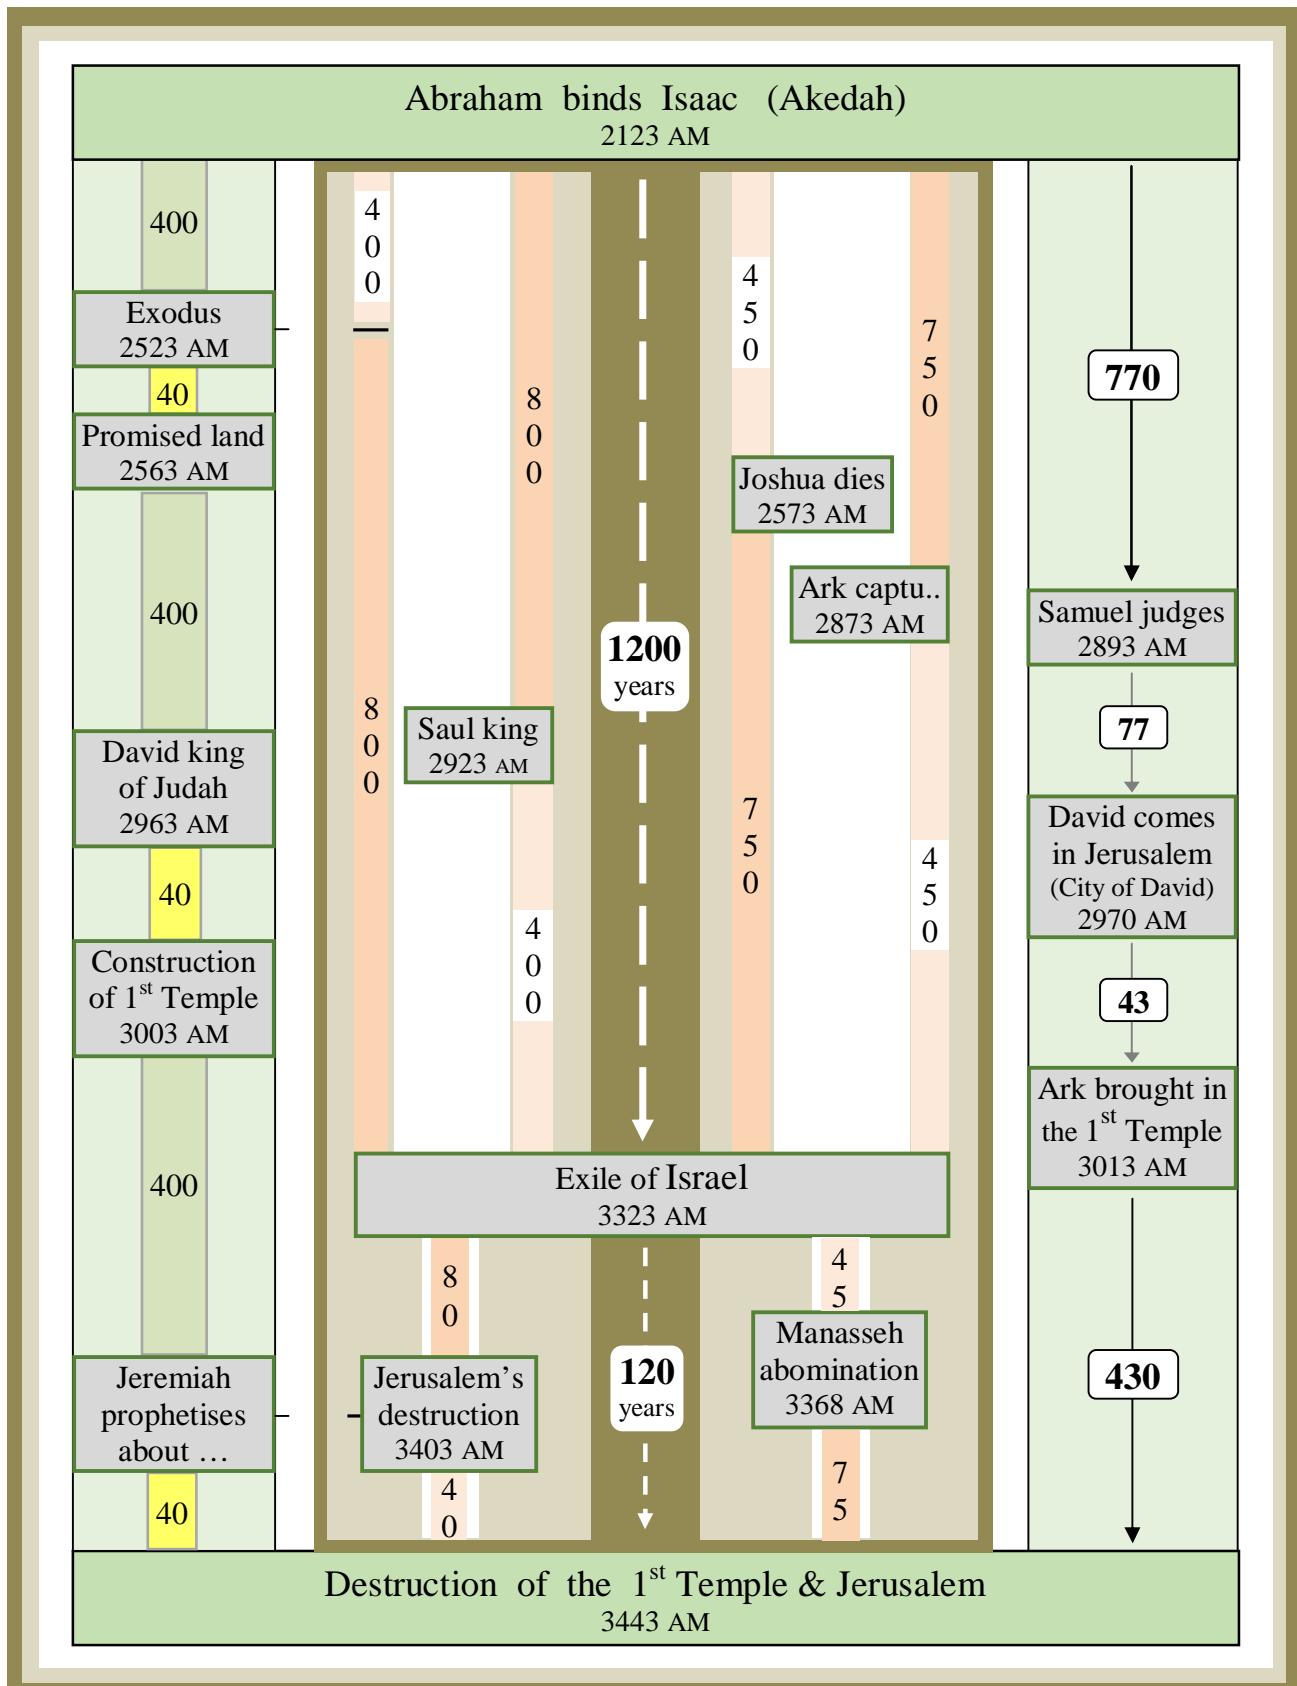 Abraham binds Isaac (Akedah)
2123 AM
400
Exodus
2523 AM
40
Promised land
2563 AM
400
David king
of Judah
2963 AM
40
Construction
of 1st Temple
3003 AM
400
Jeremiah
prophetises
about …
40
4
0
0
8
0
0
8
0
0
Saul king
2923 AM
4
0
0
1200
years
4
5
0
Joshua dies
2573 AM
7
5
0
7
5
0
Ark captu..
2873 AM
4
5
0
Exile of Israel
3323 AM
8
0
Jerusalem’s
destruction
3403 AM
4
0
120
years
4
5
Manasseh
abomination
3368 AM
7
5
770
Samuel judges
2893 AM
77
David comes
in Jerusalem
(City of David)
2970 AM
43
Ark brought in
the 1st Temple
3013 AM
430
Destruction of the 1st Temple & Jerusalem
3443 AM